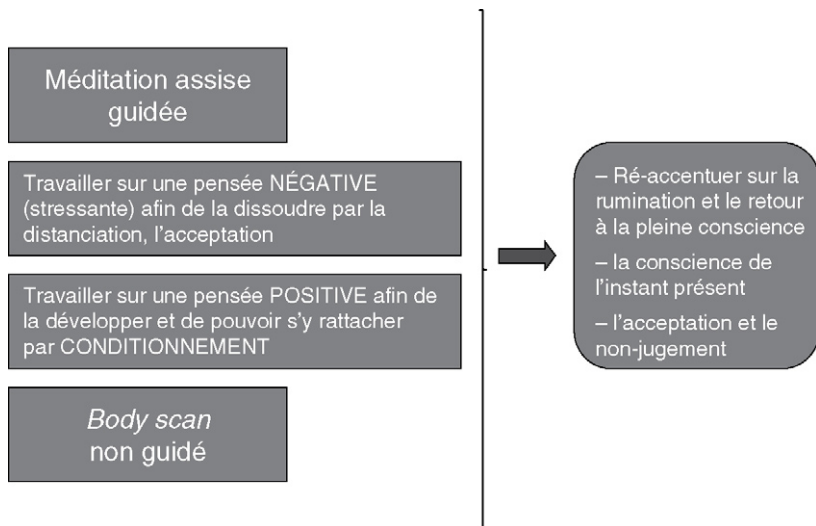 Méditation assise
guidée
Travailler sur une pensée NÉGATIVE
(stressante) afin de la dissoudre par la
distanciation, l'acceptation
Travailler sur une pensée POSITIVE afin de
la développer et de pouvoir s'y rattacher
par CONDITIONNEMENT
Body scan
non guidé
– Ré-accentuer sur la
rumination et le retour
à la pleine conscience
– la conscience de
l'instant présent
– l'acceptation et le
non-jugement